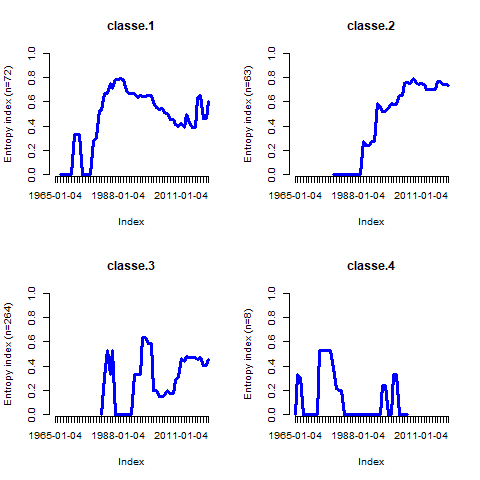 classe.1
Entropy index (n=72)
0.0 0.2 0.4 0.6 0.8 1.0
1965-01-04 1988-01-04 2011-01-04
Index
classe.2
Entropy index (n=63)
0.0 0.2 0.4 0.6 0.8 1.0
1965-01-04 1988-01-04 2011-01-04
Index
classe.3
Entropy index (n=264)
0.0 0.2 0.4 0.6 0.8 1.0
1965-01-04 1988-01-04 2011-01-04
Index
classe.4
Entropy index (n=8)
0.0 0.2 0.4 0.6 0.8 1.0
1965-01-04 1988-01-04 2011-01-04
Index